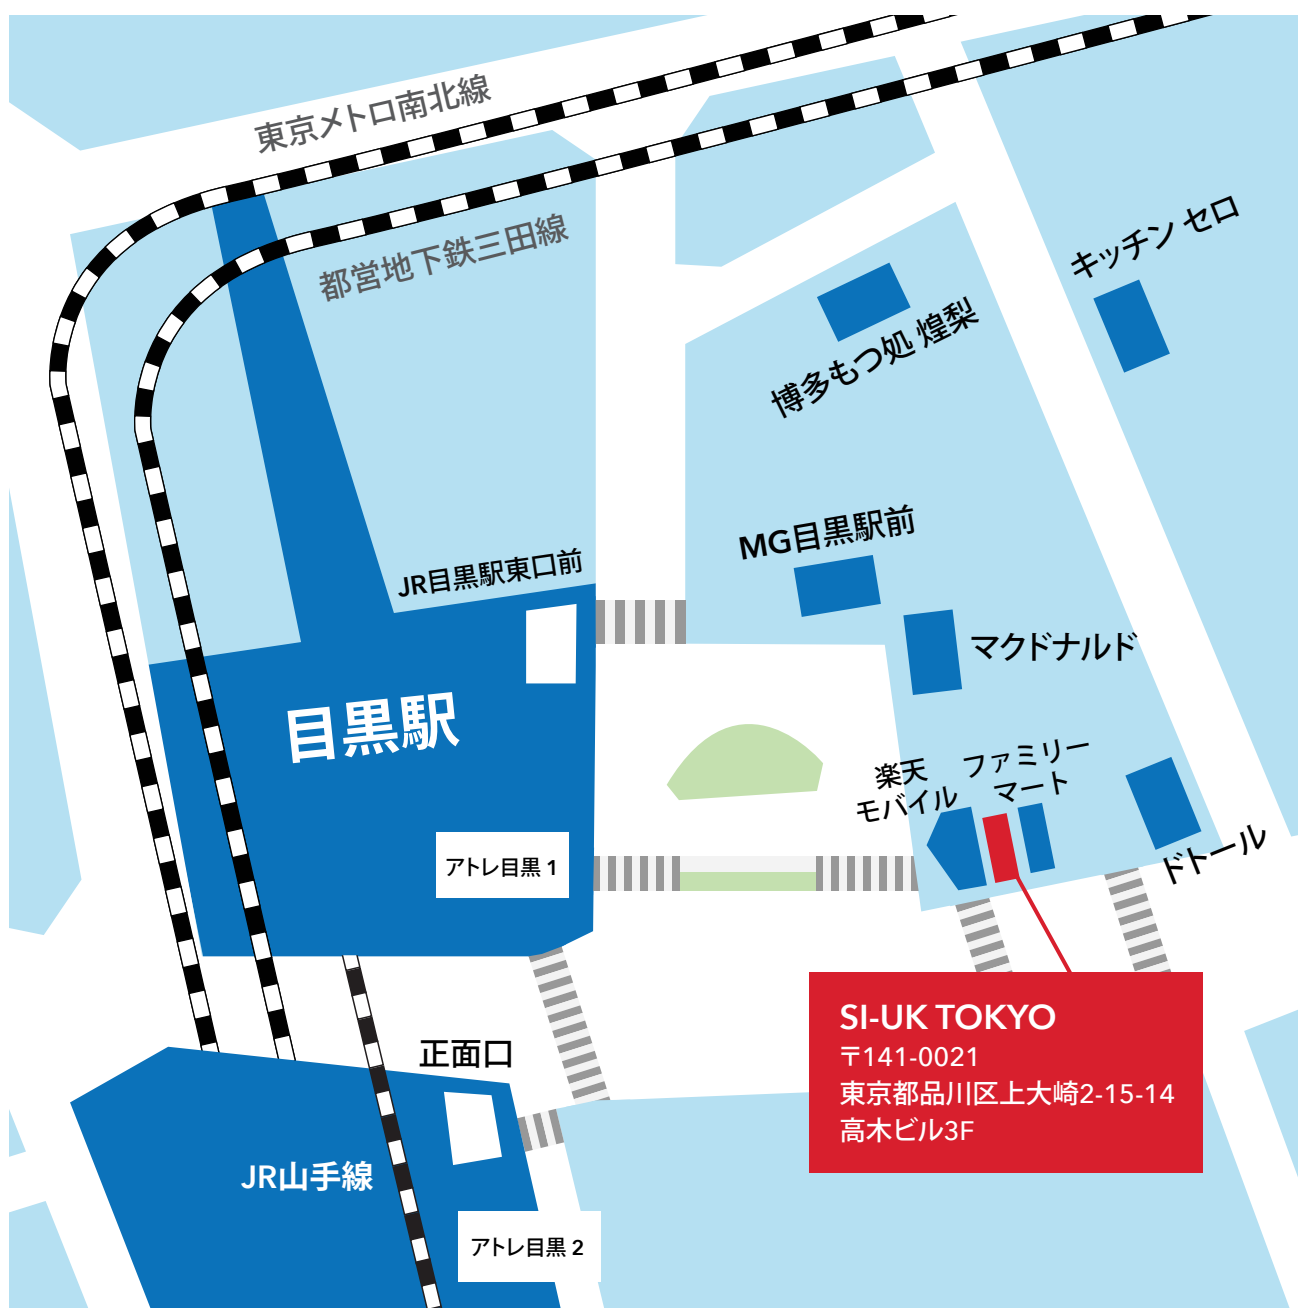 東京メトロ南北線
都営地下鉄三田線
キッチン セロ
博多もつ処 煌梨
MG目黒駅前
JR目黒駅東口前
マクドナルド
目黒駅
楽天
モバイル
ファミリー
マート
ドトール
アトレ目黒 1
SI-UK TOKYO
〒141-0021
東京都品川区上大崎2-15-14
高木ビル3F
正面口
JR山手線
アトレ目黒 2